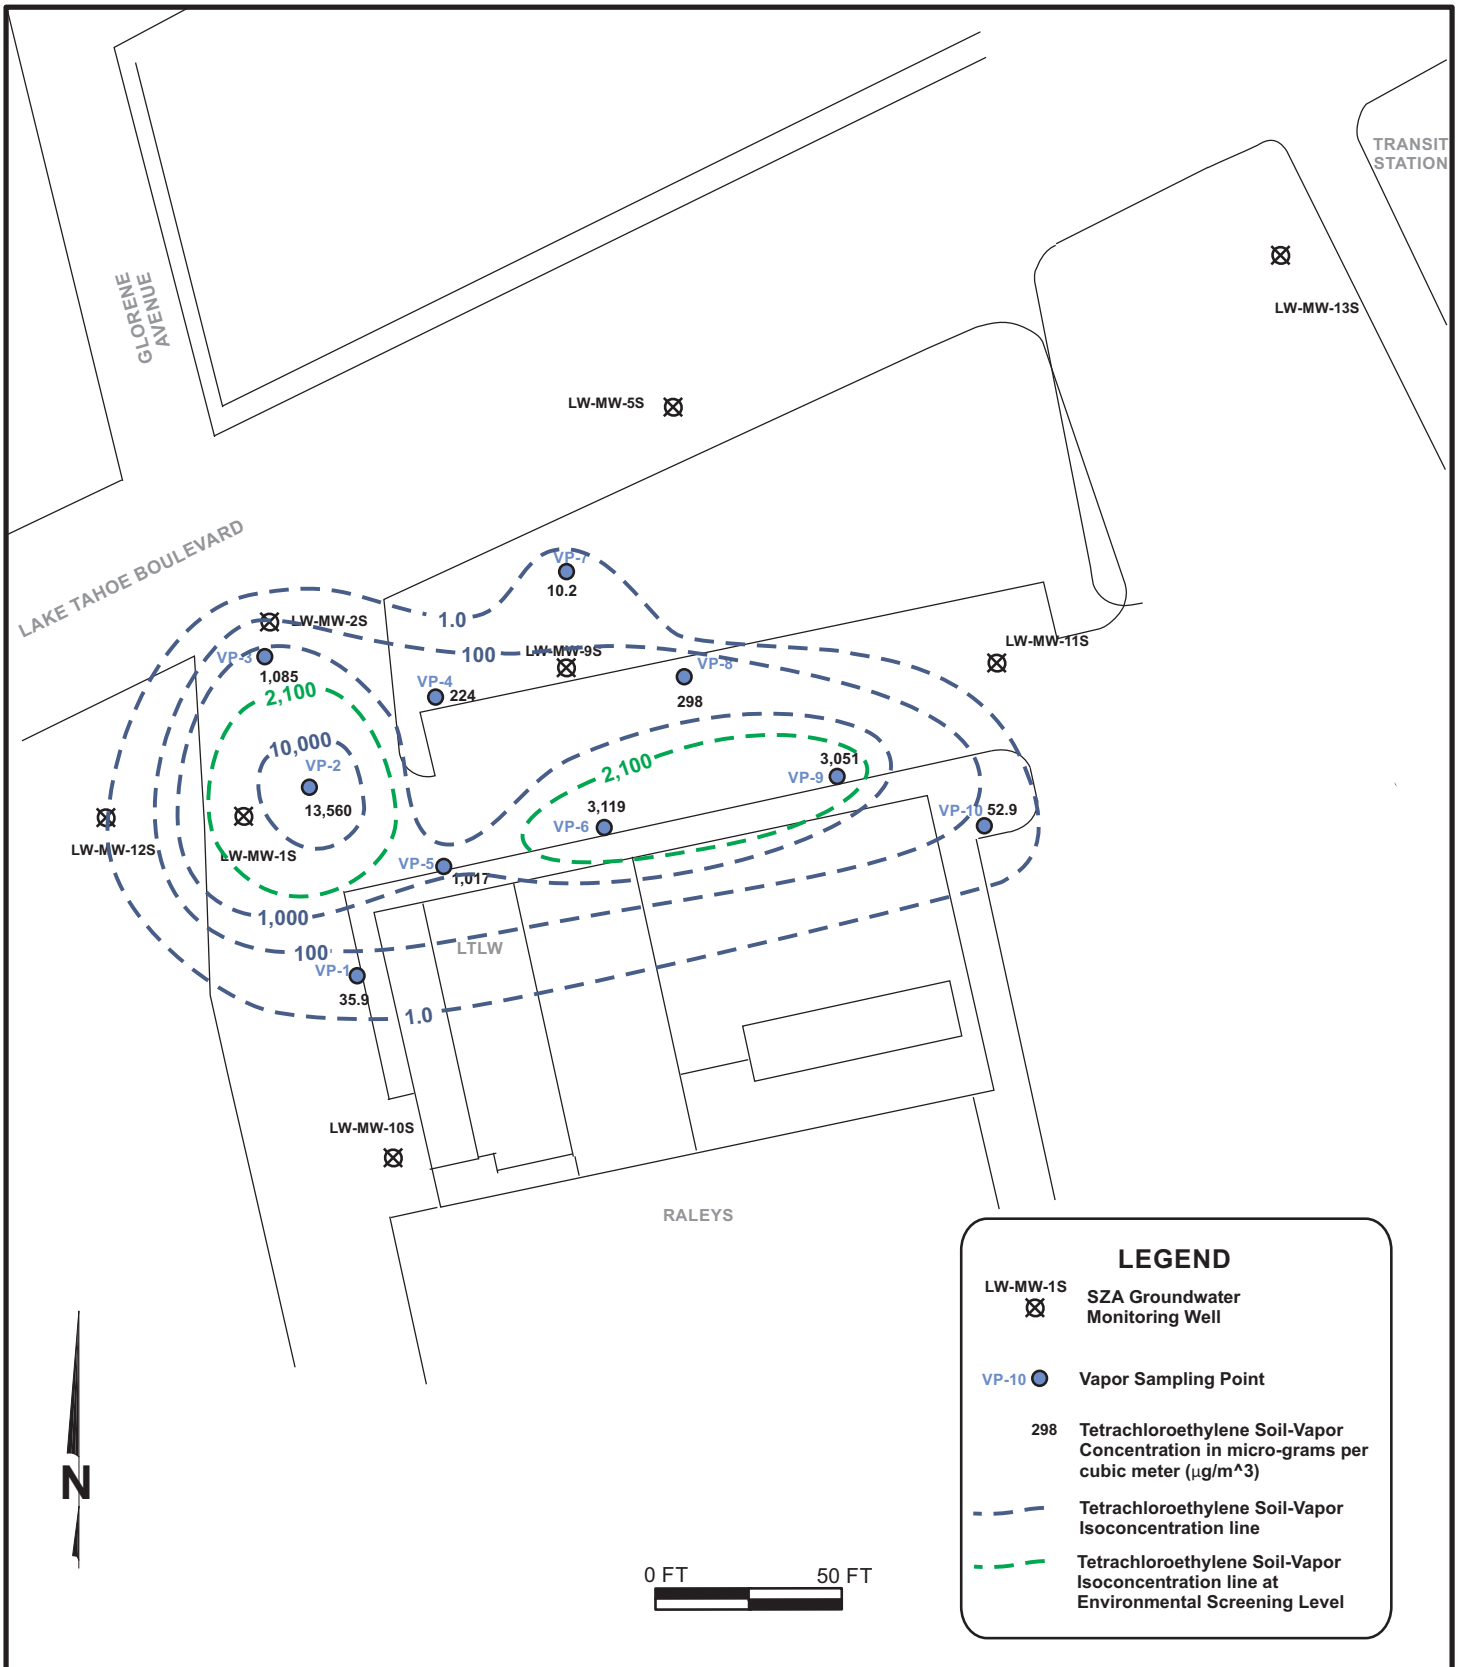 TRANSIT
STATION
LW-MW-13S
GLORENE
AVENUE
LW-MW-5S
LAKE TAHOE BOULEVARD
VP-7
10.2
1.0
LW-MW-2S
100
LW-MW-9S
LW-MW-11S
VP-3
1,085
VP-8
298
VP-4
224
2,100
10,000
VP-2
13,560
2,100
3,051
VP-9
3,119
VP-6
VP-10
52.9
LW-MW-12S
LW-MW-1S
VP-5
1,017
1,000
100
LTLW
VP-1
35.9
1.0
LW-MW-10S
RALEYS
LEGEND
LW-MW-1S
SZA Groundwater
Monitoring Well
VP-10
Vapor Sampling Point
298
Tetrachloroethylene Soil-Vapor
Concentration in micro-grams per
cubic meter (µg/m^3)
Tetrachloroethylene Soil-Vapor
Isoconcentration line
Tetrachloroethylene Soil-Vapor
Isoconcentration line at
Environmental Screening Level
N
0 FT
50 FT